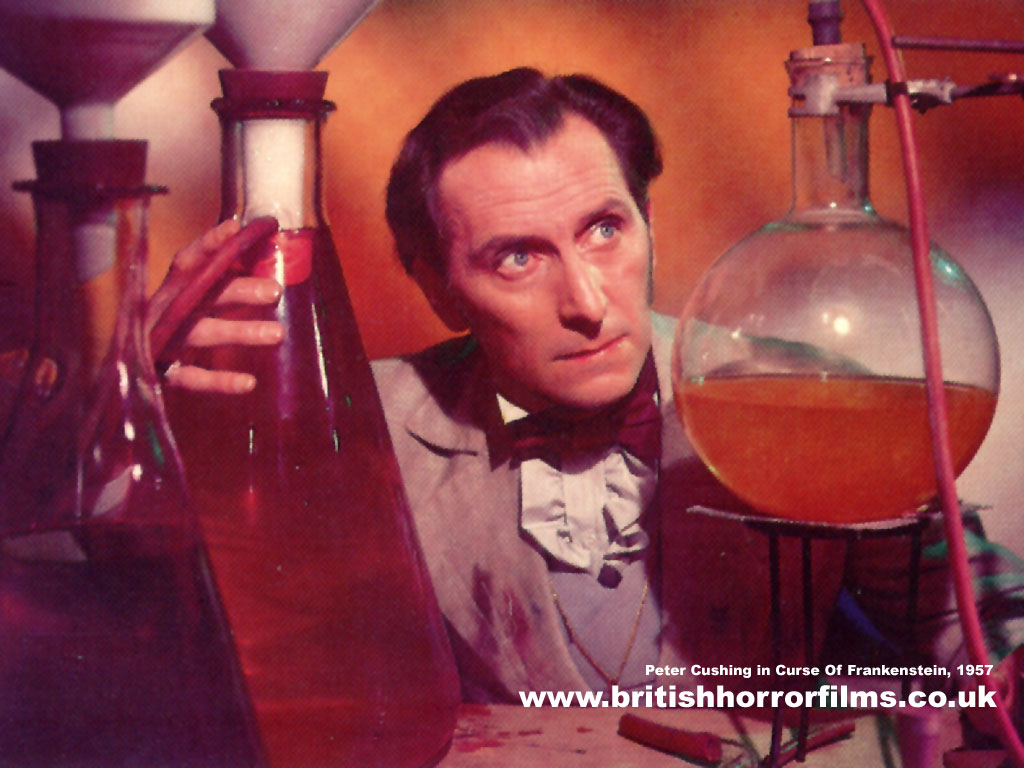 Peter Cushing in Curse Of Frankenstein, 1957
www.britishhorrorfilms.co.uk